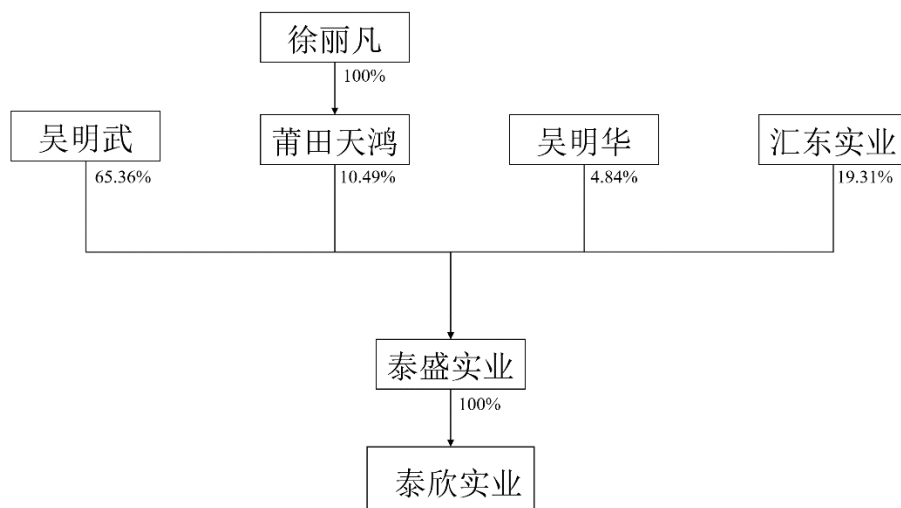 徐丽凡
100%
吴明武
莆田天鸿
吴明华
汇东实业
65.36%
10.49%
4.84%
19.31%
泰盛实业
100%
泰欣实业